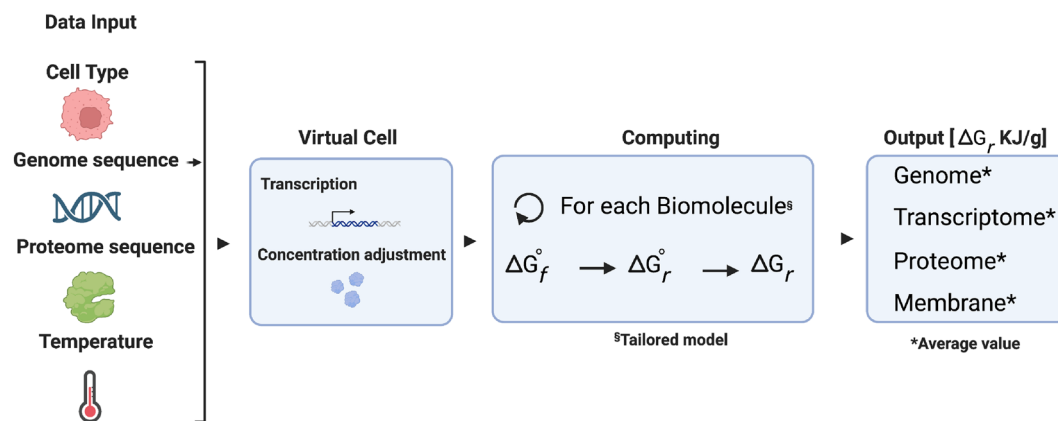 Data Input
Cell Type
Genome sequence
Proteome sequence
Temperature
Virtual Cell
Transcription
Concentration adjustment
Computing
For each Biomolecule§
ΔG°f → ΔG°r → ΔGr
§Tailored model
Output [ΔGr KJ/g]
Genome*
Transcriptome*
Proteome*
Membrane*
*Average value